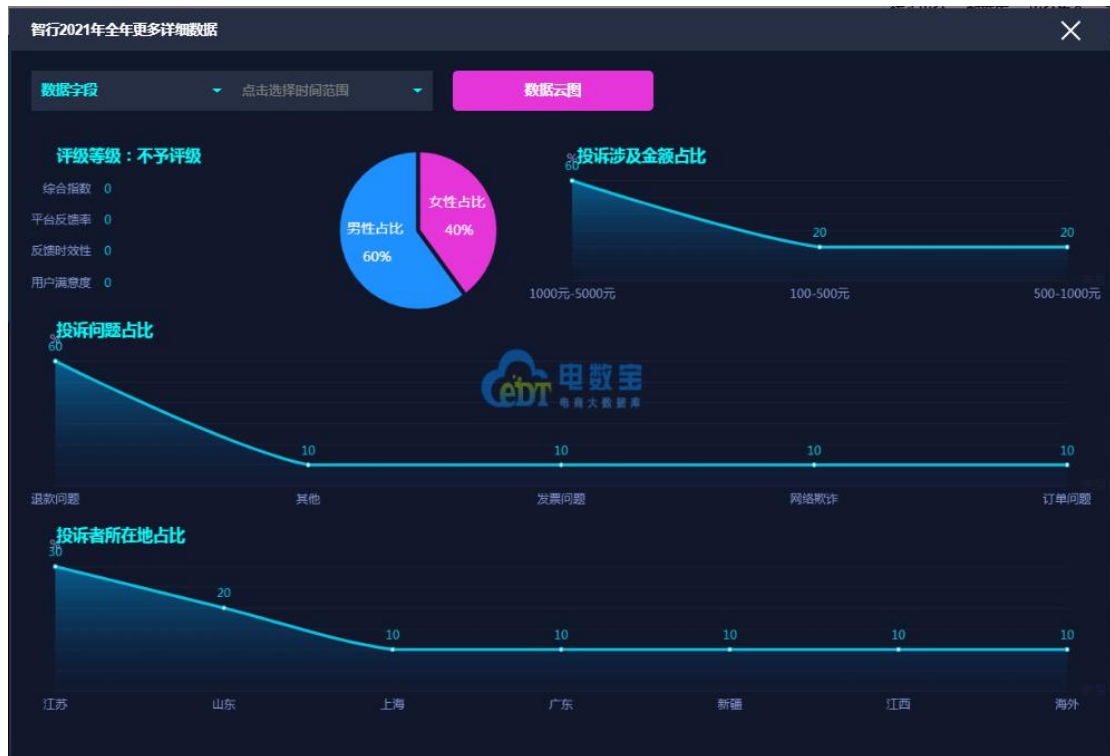 智行2021年全年更多详细数据
数据字段
点击选择时间范围
数据云图
评级等级：不予评级
综合指数 0
平台反馈率 0
反馈时效性 0
用户满意度 0
女性占比
40%
男性占比
60%
投诉涉及金额占比
%
60
20
20
1000元-5000元
100-500元
500-1000元
投诉问题占比
%
60
10
10
10
10
退款问题
其他
发票问题
网络欺诈
订单问题
ebt 电数宝
电商大数据库
投诉者所在地占比
%
30
20
10
10
10
10
10
江苏
山东
上海
广东
新疆
江西
海外